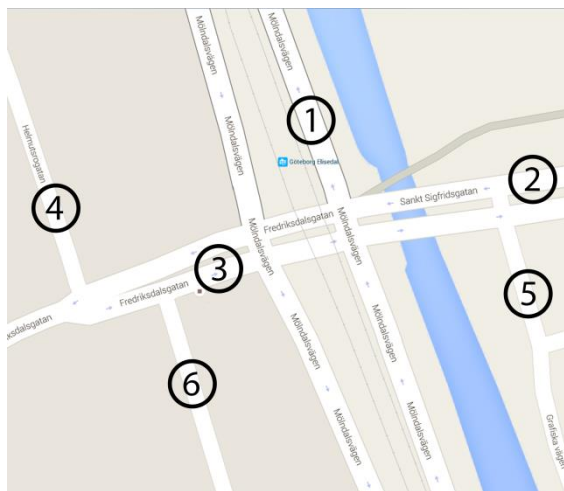 Mölndalsvägen
Mölndalsvägen
1
Mölndalsvägen
Mölndalsvägen
Göteborg Elisedal
Helmutsrogatan
2
4
Sankt Sigfridsgatan
Fredriksdalsgatan
Mölndalsvägen
Mölndalsvägen
3
Fredriksdalsgatan
5
ksdalsgatan
Mölndalsvägen
Mölndalsvägen
6
Mölndalsvägen
Mölndalsvägen
Grafiska vägen